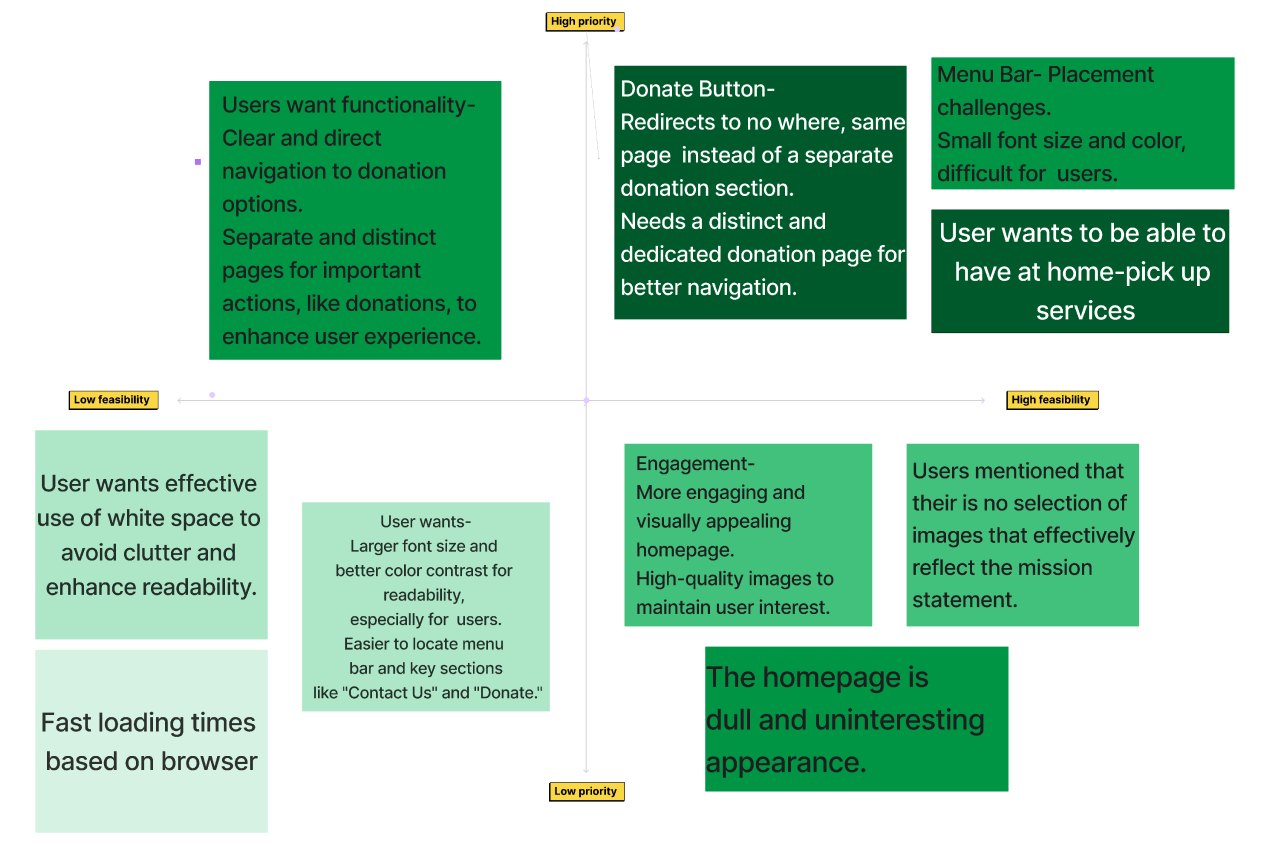 High priority
Users want functionality-
Clear and direct
navigation to donation
options.
Separate and distinct
pages for important
actions, like donations, to
enhance user experience.
Donate Button-
Redirects to no where, same
page  instead of a separate
donation section.
Needs a distinct and
dedicated donation page for
better navigation.
Menu Bar- Placement
challenges.
Small font size and color,
difficult for  users.
User wants to be able to
have at home-pick up
services
Low feasibility
High feasibility
User wants effective
use of white space to
avoid clutter and
enhance readability.
User wants-
Larger font size and
better color contrast for
readability,
especially for  users.
Easier to locate menu
bar and key sections
like "Contact Us" and "Donate."
Engagement-
More engaging and
visually appealing
homepage.
High-quality images to
maintain user interest.
Users mentioned that
their is no selection of
images that effectively
reflect the mission
statement.
Fast loading times
based on browser
The homepage is
dull and uninteresting
appearance.
Low priority